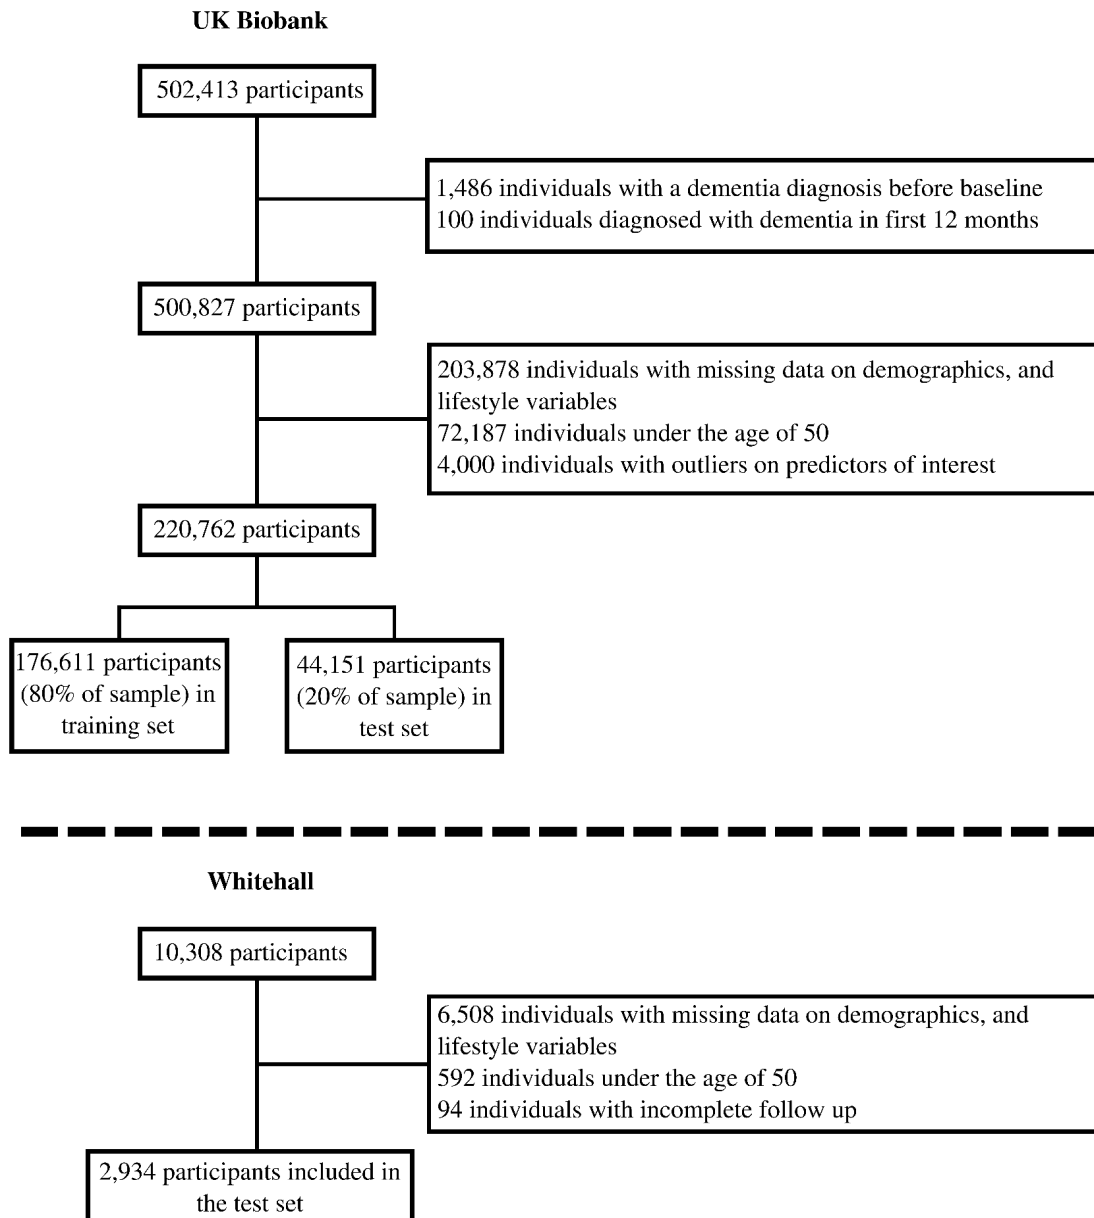 UK Biobank
502,413 participants
1,486 individuals with a dementia diagnosis before baseline
100 individuals diagnosed with dementia in first 12 months
500,827 participants
203,878 individuals with missing data on demographics, and
lifestyle variables
72,187 individuals under the age of 50
4,000 individuals with outliers on predictors of interest
220,762 participants
176,611 participants
(80% of sample) in
training set
44,151 participants
(20% of sample) in
test set
Whitehall
10,308 participants
6,508 individuals with missing data on demographics, and
lifestyle variables
592 individuals under the age of 50
94 individuals with incomplete follow up
2,934 participants included in
the test set